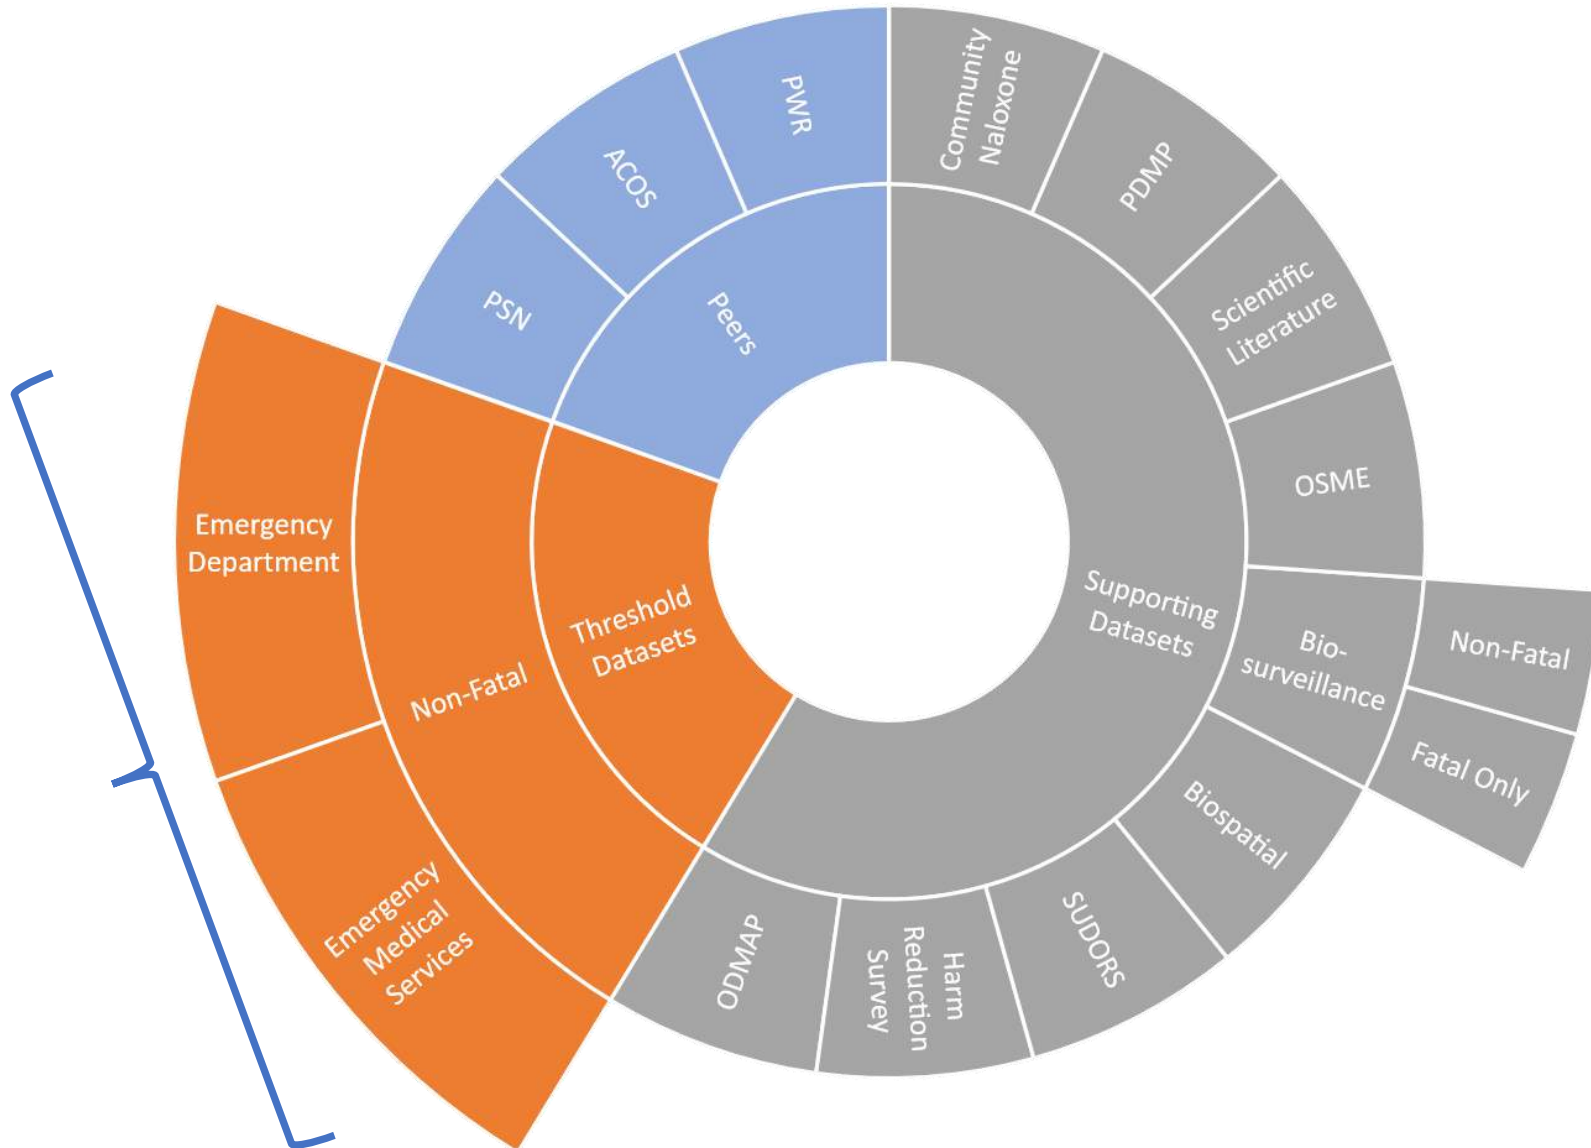 Community
Naloxone
PDMP
Scientific
Literature
OSME
Supporting
Datasets
Bio-
surveillance
Non-Fatal
Fatal Only
Biospatial
SUDORS
Harm
Reduction
Survey
ODMAP
Threshold
Datasets
Non-Fatal
Emergency
Medical
Services
Emergency
Department
Peers
PSN
ACOS
PWR